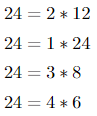 24 = 2 * 12
24 = 1 * 24
24 = 3 * 8
24 = 4 * 6